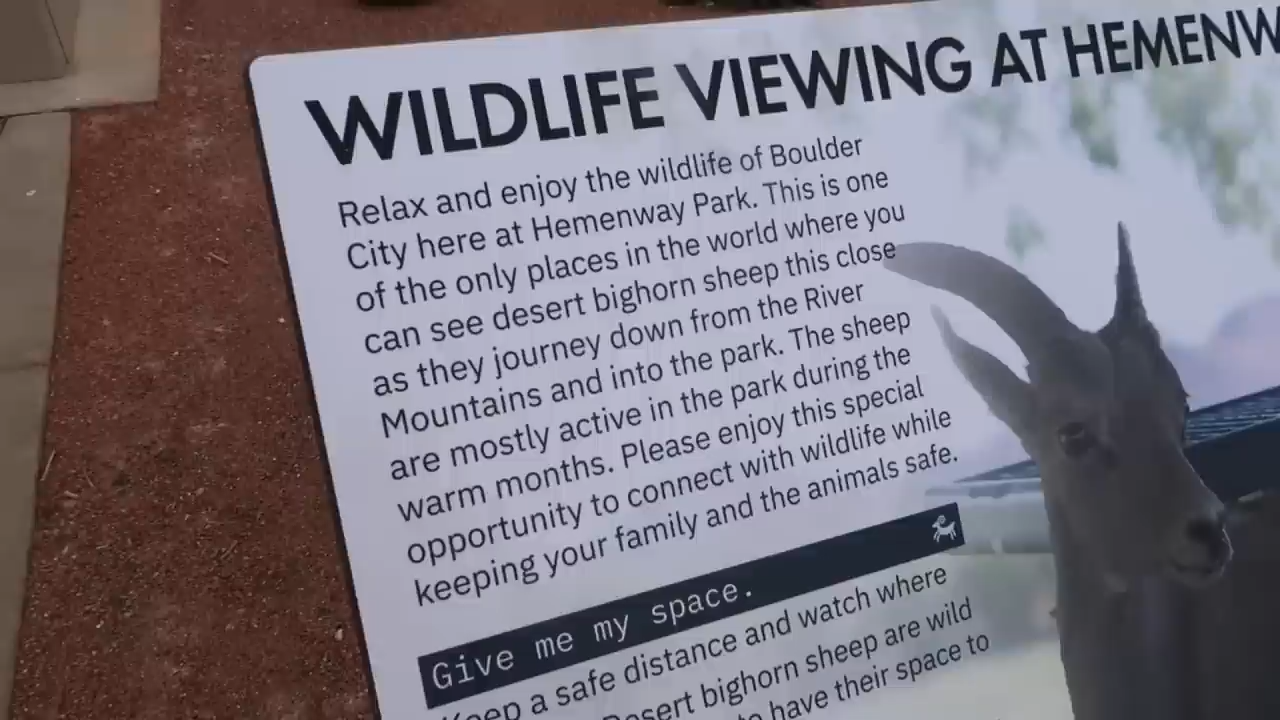 WILDLIFE VIEWING AT HEMENW
Relax and enjoy the wildlife of Boulder
City here at Hemenway Park. This is one
of the only places in the world where you
can see desert bighorn sheep this close
as they journey down from the River
Mountains and into the park. The sheep
are mostly active in the park during the
warm months. Please enjoy this special
opportunity to connect with wildlife while
keeping your family and the animals safe.
Give me my space.
Keep a safe distance and watch where
Desert bighorn sheep are wild
to have their space to